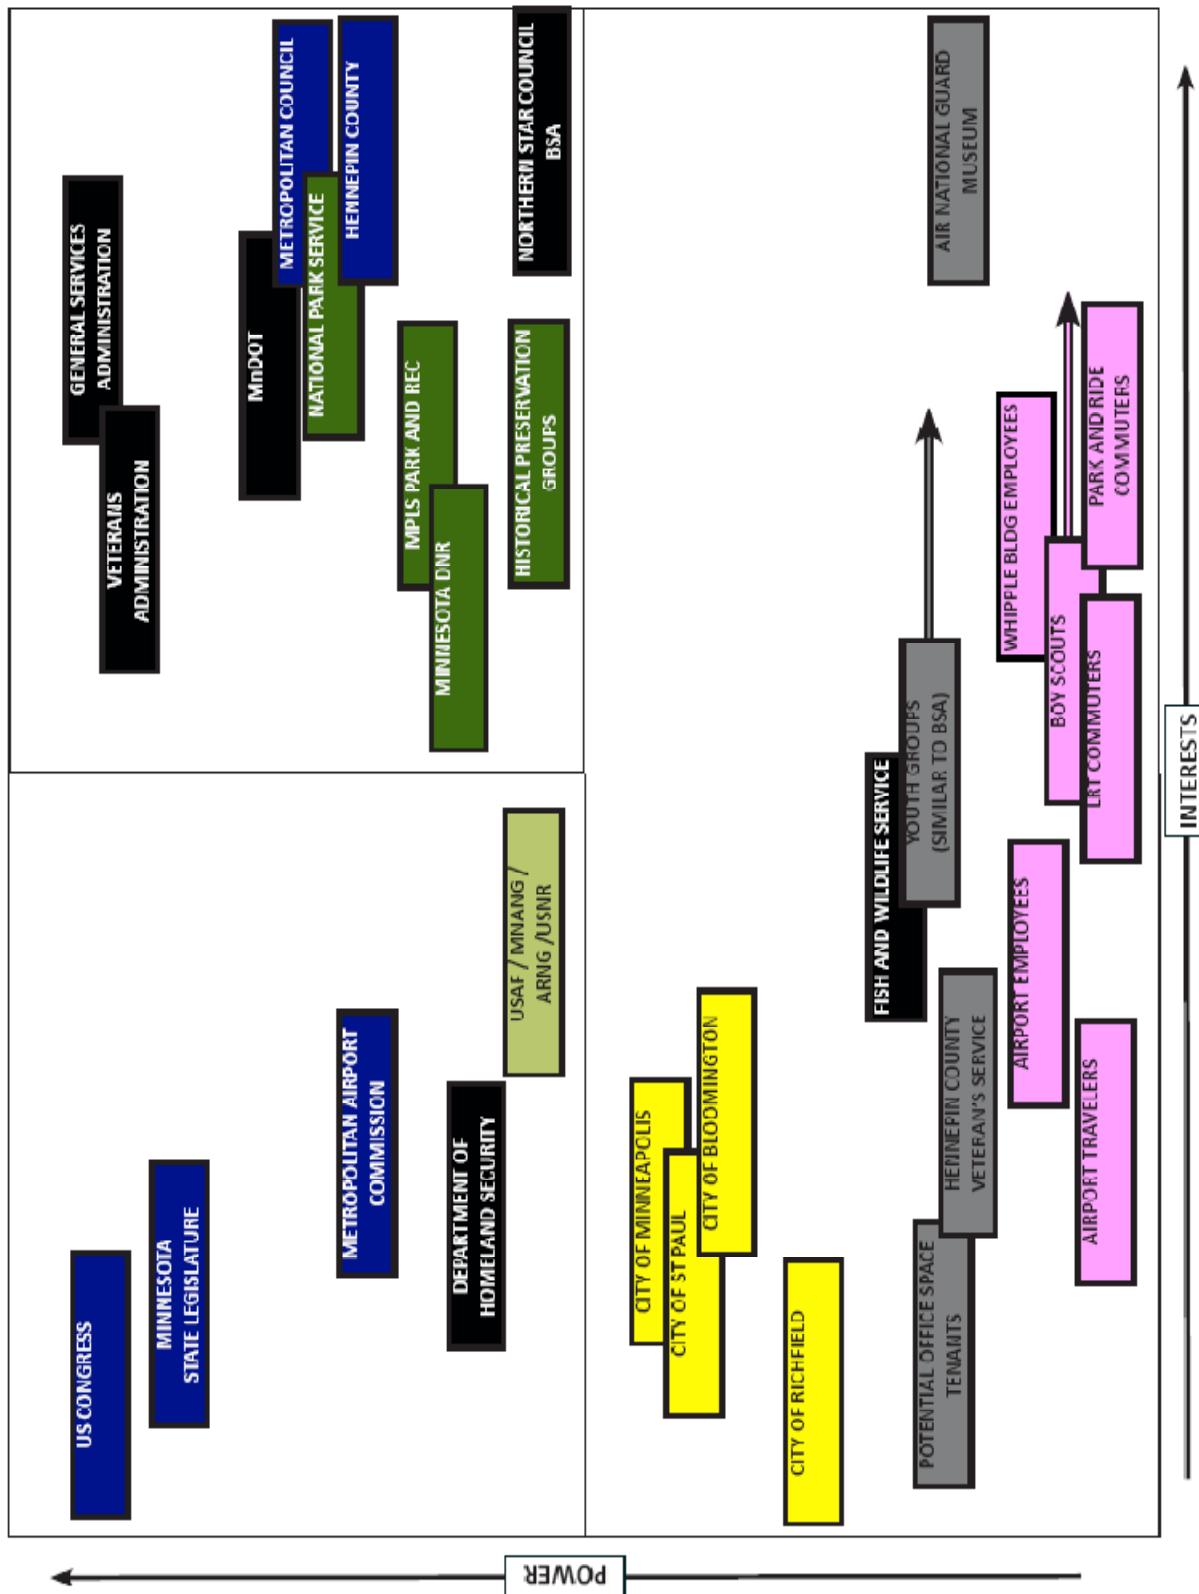 US CONGRESS
GENERAL SERVICES
ADMINISTRATION
VETERANS
ADMINISTRATION
MINNESOTA
STATE LEGISLATURE
MnDOT
METROPOLITAN COUNCIL
NATIONAL PARK SERVICE
HENNEPIN COUNTY
METROPOLITAN AIRPORT
COMMISSION
MPLS PARK AND REC
MINNESOTA DNR
DEPARTMENT OF
HOMELAND SECURITY
USAF / MNANG /
ARNG /USNR
HISTORICAL PRESERVATION
GROUPS
NORTHERN STAR COUNCIL
BSA
POWER
CITY OF MINNEAPOLIS
CITY OF ST PAUL
CITY OF BLOOMINGTON
CITY OF RICHFIELD
FISH AND WILDLIFE SERVICE
YOUTH GROUPS
(SIMILAR TO BSA)
AIR NATIONAL GUARD
MUSEUM
POTENTIAL OFFICE SPACE
TENANTS
HENNEPIN COUNTY
VETERAN'S SERVICE
AIRPORT EMPLOYEES
WHIPPLE BLDG EMPLOYEES
BOY SCOUTS
AIRPORT TRAVELERS
LRT COMMUTERS
PARK AND RIDE
COMMUTERS
INTERESTS